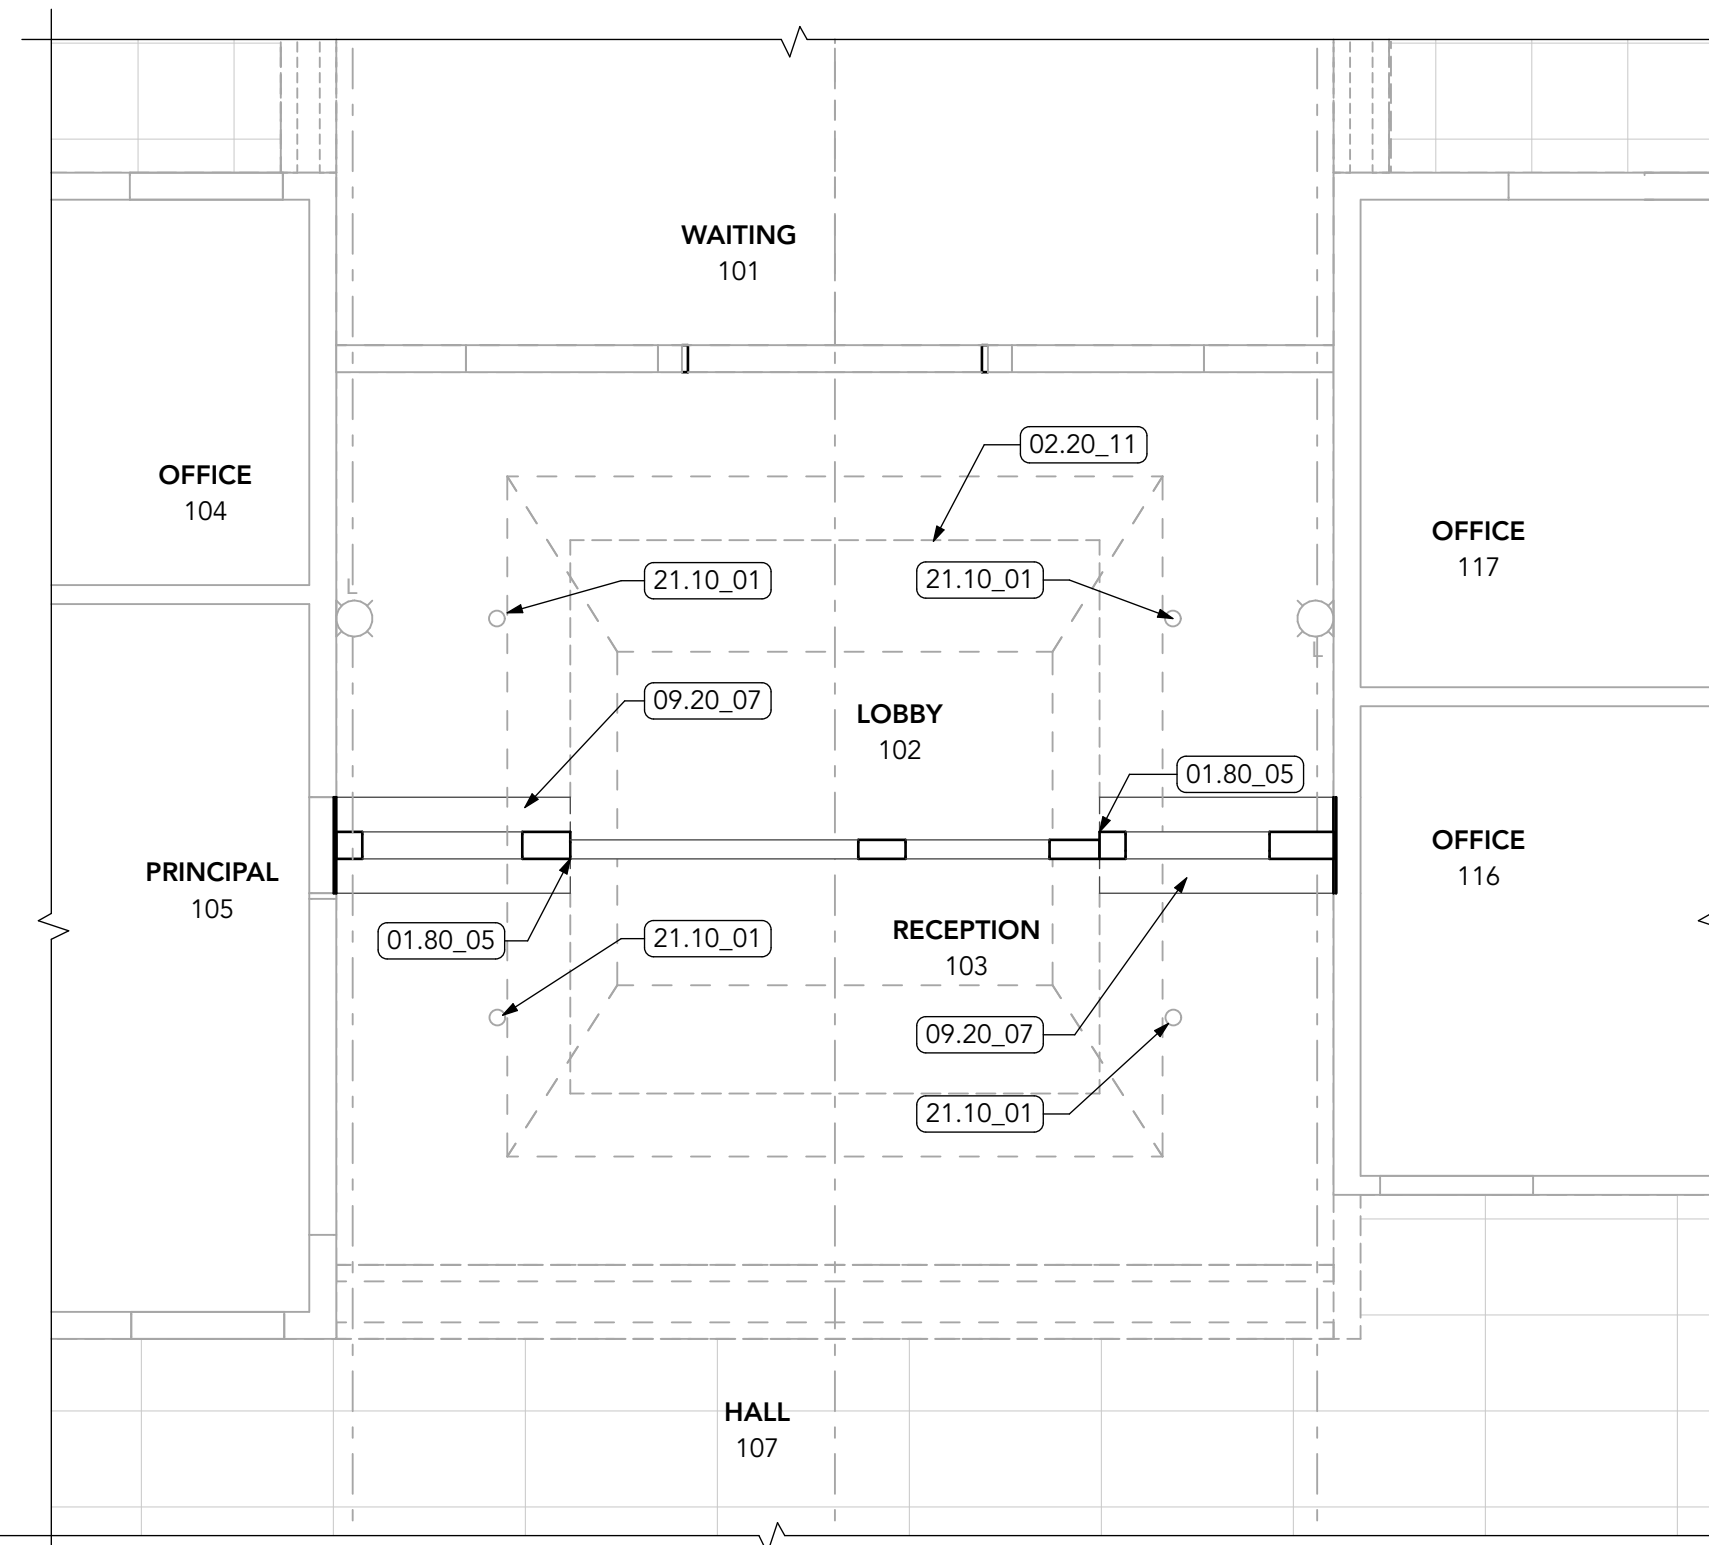 WAITING
101
02.20_11
OFFICE
104
OFFICE
117
21.10_01
21.10_01
09.20_07
LOBBY
102
01.80_05
OFFICE
116
PRINCIPAL
105
01.80_05
21.10_01
RECEPTION
103
09.20_07
21.10_01
HALL
107